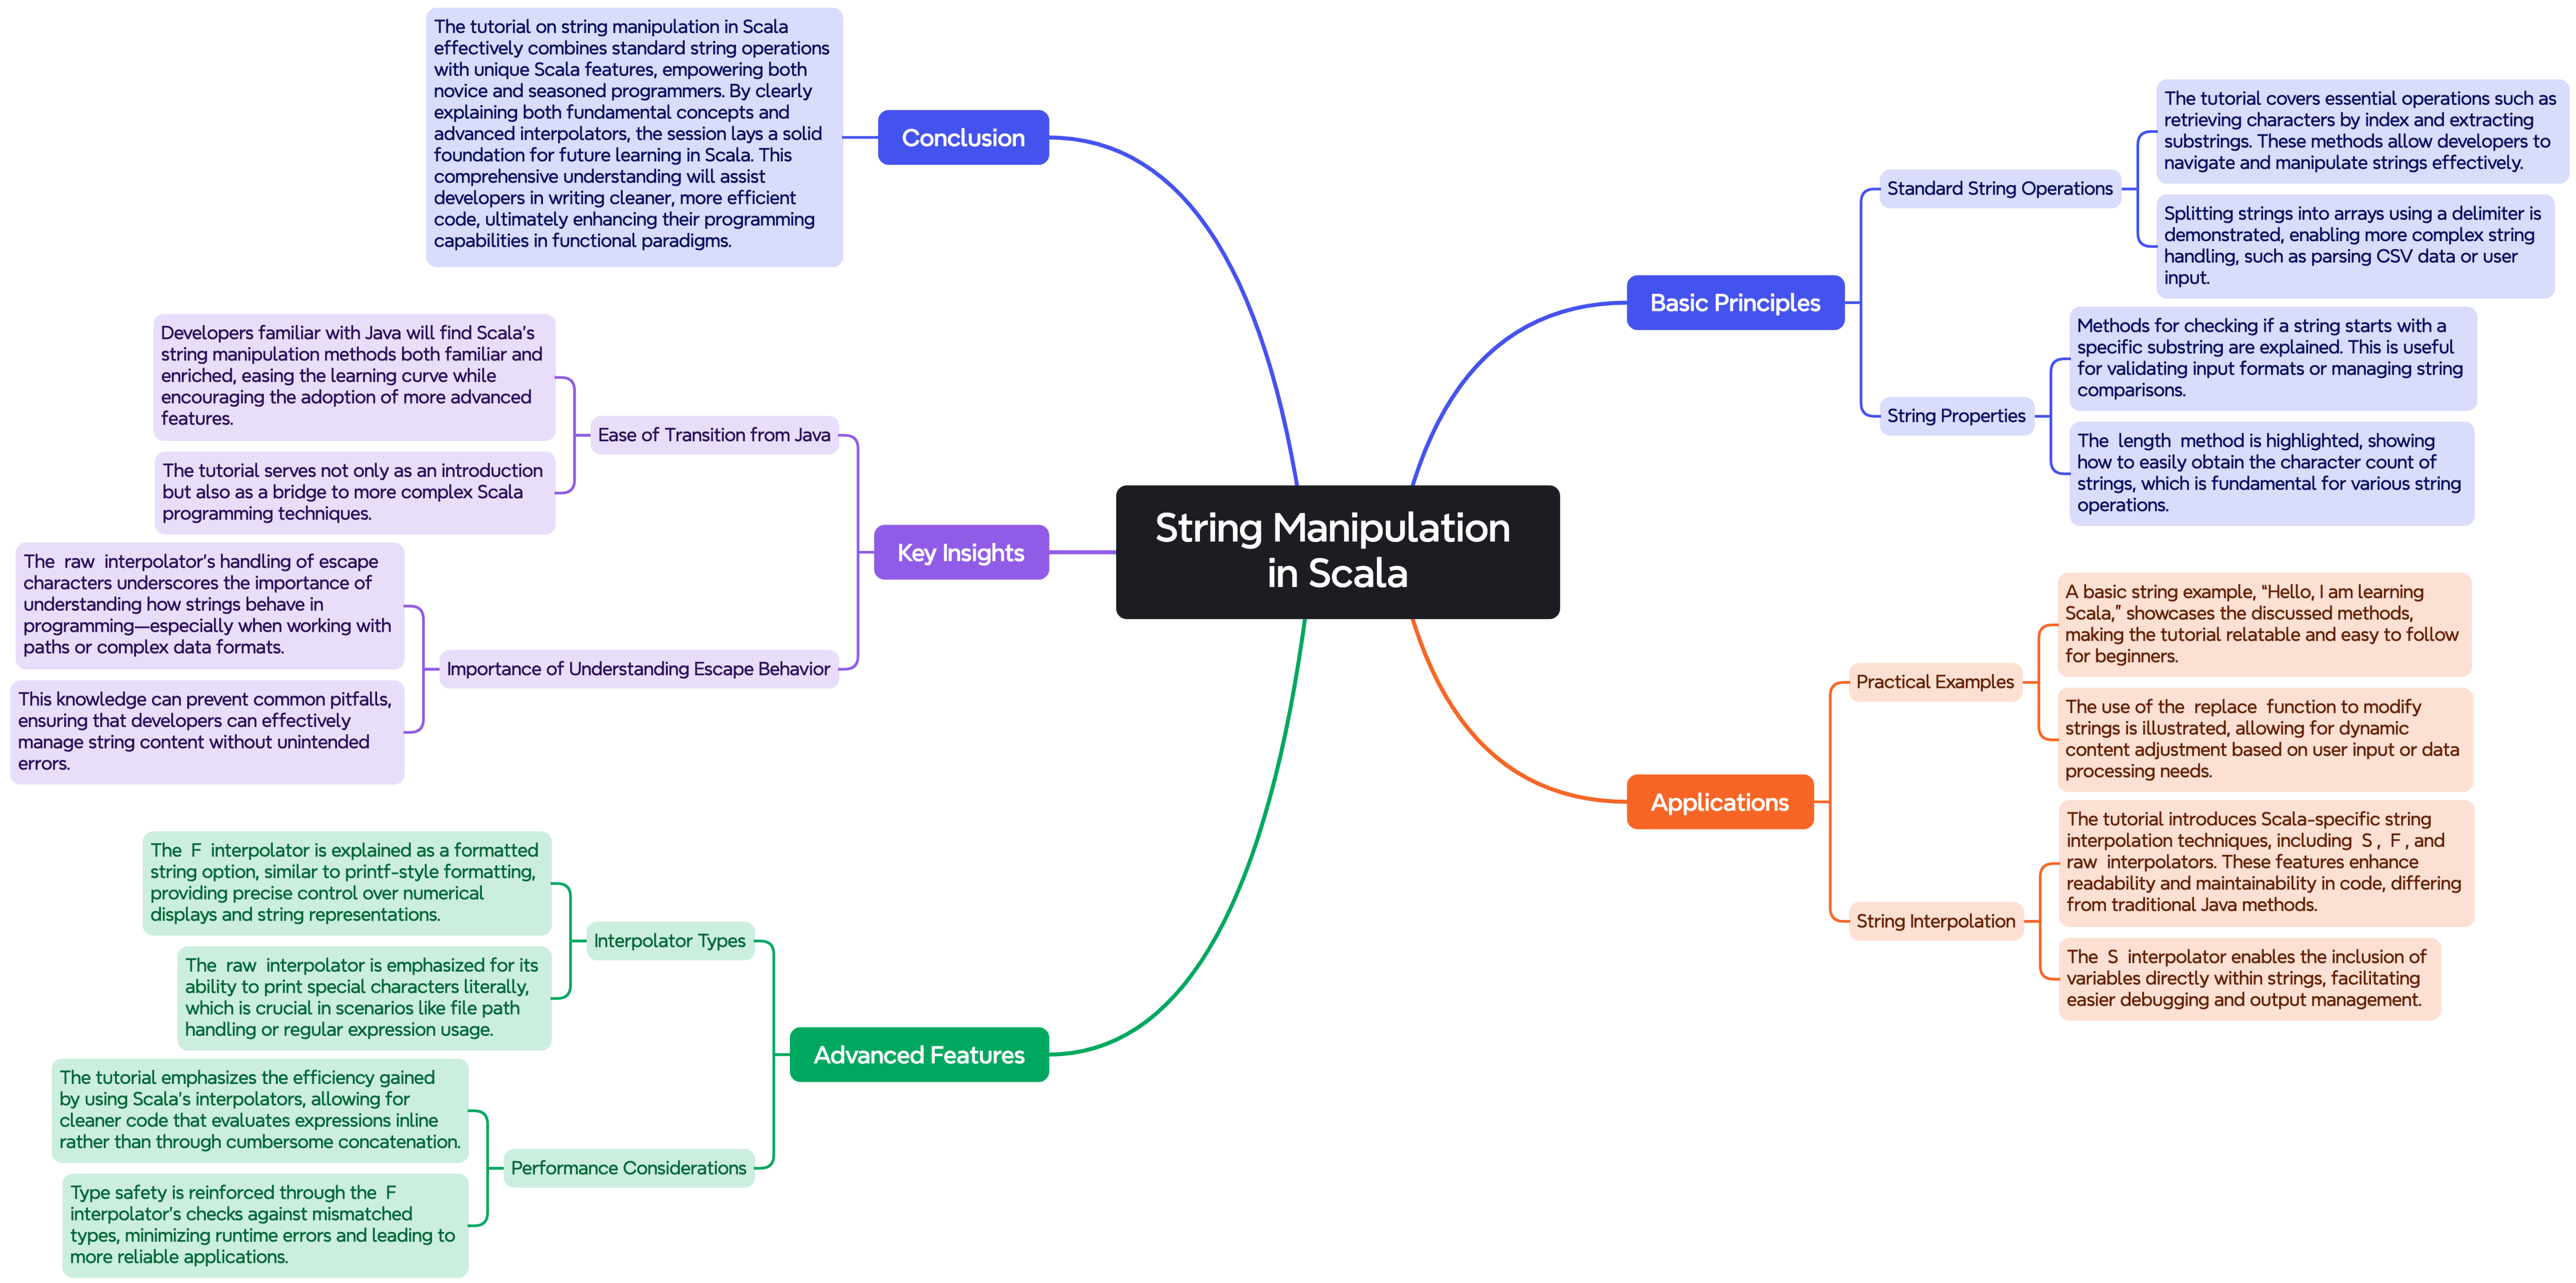 String Manipulation
in Scala
Basic Principles
Standard String Operations
The tutorial covers essential operations such as
retrieving characters by index and extracting
substrings. These methods allow developers to
navigate and manipulate strings effectively.
Splitting strings into arrays using a delimiter is
demonstrated, enabling more complex string
handling, such as parsing CSV data or user
input.
String Properties
Methods for checking if a string starts with a
specific substring are explained. This is useful
for validating input formats or managing string
comparisons.
The length method is highlighted, showing
how to easily obtain the character count of
strings, which is fundamental for various string
operations.
Applications
Practical Examples
A basic string example, “Hello, I am learning
Scala,” showcases the discussed methods,
making the tutorial relatable and easy to follow
for beginners.
The use of the replace function to modify
strings is illustrated, allowing for dynamic
content adjustment based on user input or data
processing needs.
String Interpolation
The tutorial introduces Scala-specific string
interpolation techniques, including S , F , and
raw interpolators. These features enhance
readability and maintainability in code, differing
from traditional Java methods.
The S interpolator enables the inclusion of
variables directly within strings, facilitating
easier debugging and output management.
Conclusion
The tutorial on string manipulation in Scala
effectively combines standard string operations
with unique Scala features, empowering both
novice and seasoned programmers. By clearly
explaining both fundamental concepts and
advanced interpolators, the session lays a solid
foundation for future learning in Scala. This
comprehensive understanding will assist
developers in writing cleaner, more efficient
code, ultimately enhancing their programming
capabilities in functional paradigms.
Key Insights
Ease of Transition from Java
Developers familiar with Java will find Scala’s
string manipulation methods both familiar and
enriched, easing the learning curve while
encouraging the adoption of more advanced
features.
The tutorial serves not only as an introduction
but also as a bridge to more complex Scala
programming techniques.
Importance of Understanding Escape Behavior
The raw interpolator’s handling of escape
characters underscores the importance of
understanding how strings behave in
programming—especially when working with
paths or complex data formats.
This knowledge can prevent common pitfalls,
ensuring that developers can effectively
manage string content without unintended
errors.
Advanced Features
Interpolator Types
The F interpolator is explained as a formatted
string option, similar to printf-style formatting,
providing precise control over numerical
displays and string representations.
The raw interpolator is emphasized for its
ability to print special characters literally,
which is crucial in scenarios like file path
handling or regular expression usage.
Performance Considerations
The tutorial emphasizes the efficiency gained
by using Scala’s interpolators, allowing for
cleaner code that evaluates expressions inline
rather than through cumbersome concatenation.
Type safety is reinforced through the F
interpolator’s checks against mismatched
types, minimizing runtime errors and leading to
more reliable applications.